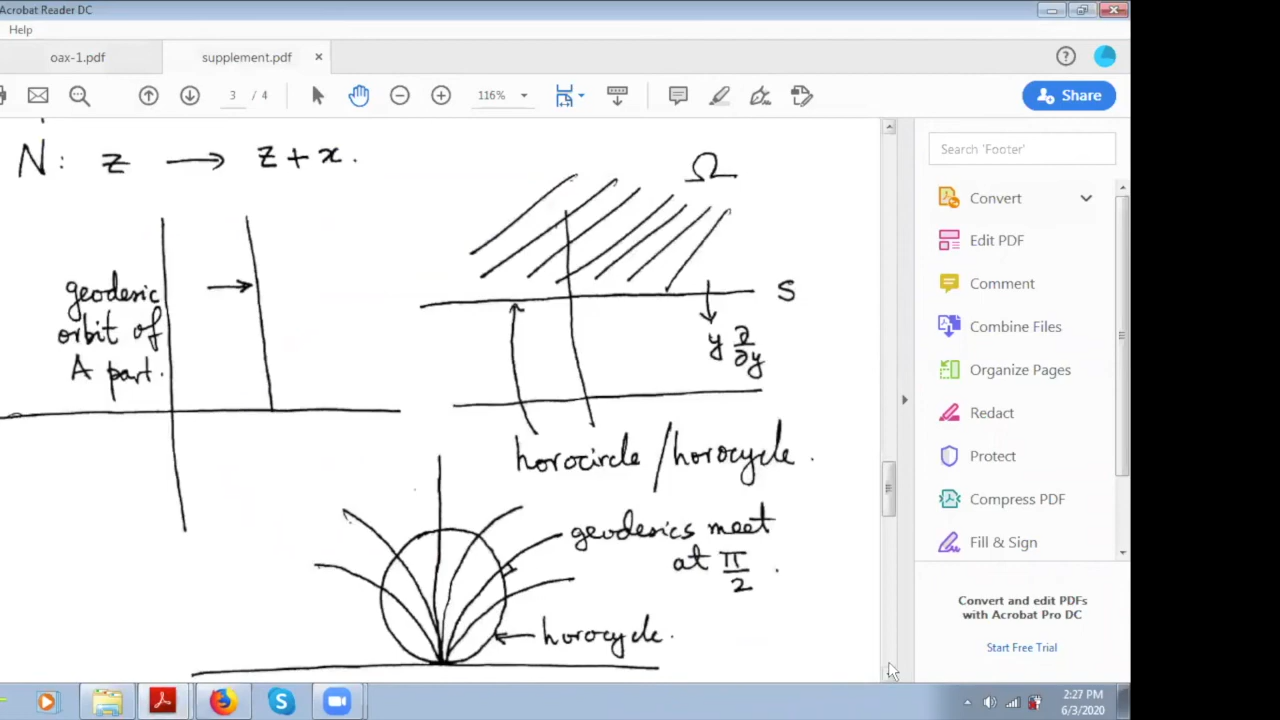 Acrobat Reader DC
Help
oax-1.pdf
supplement.pdf
3 / 4
116%
Share
N: z → z + x.
Ω
S
geodesic
orbit of
A part.
y ∂/∂y
horocircle / horocycle.
geodesics meet
at π/2.
horocycle.
Search 'Footer'
Convert
Edit PDF
Comment
Combine Files
Organize Pages
Redact
Protect
Compress PDF
Fill & Sign
Convert and edit PDFs
with Acrobat Pro DC
Start Free Trial
2:27 PM
6/3/2020